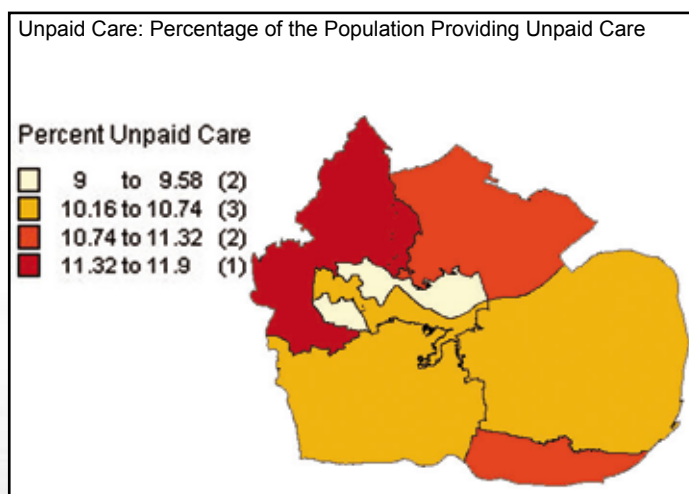 Unpaid Care: Percentage of the Population Providing Unpaid Care
Percent Unpaid Care
9 to 9.58 (2)
10.16 to 10.74 (3)
10.74 to 11.32 (2)
11.32 to 11.9 (1)